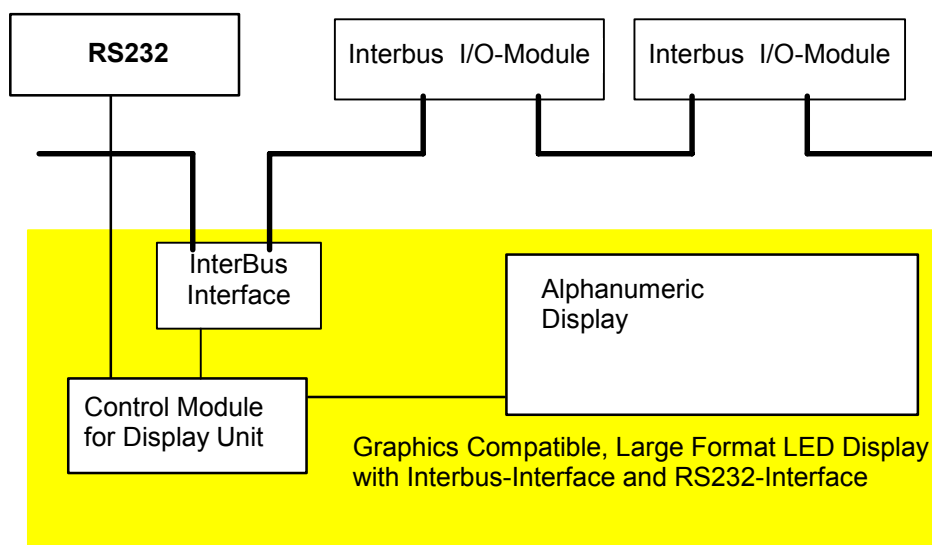 RS232
Interbus I/O-Module
Interbus I/O-Module
InterBus
Interface
Alphanumeric
Display
Control Module
for Display Unit
Graphics Compatible, Large Format LED Display
with Interbus-Interface and RS232-Interface